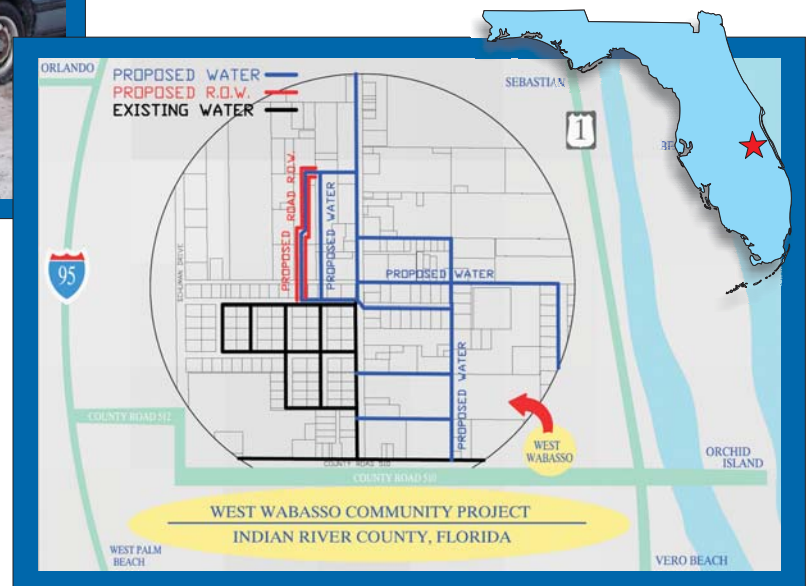 ORLANDO
PROPOSED WATER
PROPOSED R.O.W.
EXISTING WATER
SEBASTIAN
1
BE
PROPOSED ROAD R.O.W.
PROPOSED WATER
PROPOSED WATER
95
SCHUMAN DRIVE
PROPOSED WATER
COUNTY ROAD 512
WEST
WABASSO
COUNTY ROAD 510
COUNTY ROAD 510
ORCHID
ISLAND
WEST WABASSO COMMUNITY PROJECT
INDIAN RIVER COUNTY, FLORIDA
WEST PALM
BEACH
VERO BEACH